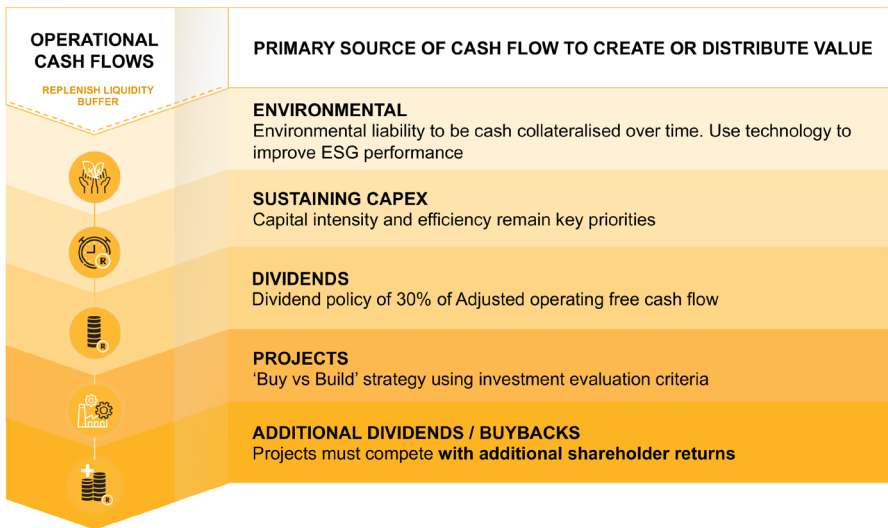 OPERATIONAL
CASH FLOWS
REPLENISH LIQUIDITY
BUFFER
PRIMARY SOURCE OF CASH FLOW TO CREATE OR DISTRIBUTE VALUE
ENVIRONMENTAL
Environmental liability to be cash collateralised over time. Use technology to
improve ESG performance
R
SUSTAINING CAPEX
Capital intensity and efficiency remain key priorities
R
DIVIDENDS
Dividend policy of 30% of Adjusted operating free cash flow
PROJECTS
‘Buy vs Build’ strategy using investment evaluation criteria
R
ADDITIONAL DIVIDENDS / BUYBACKS
Projects must compete with additional shareholder returns